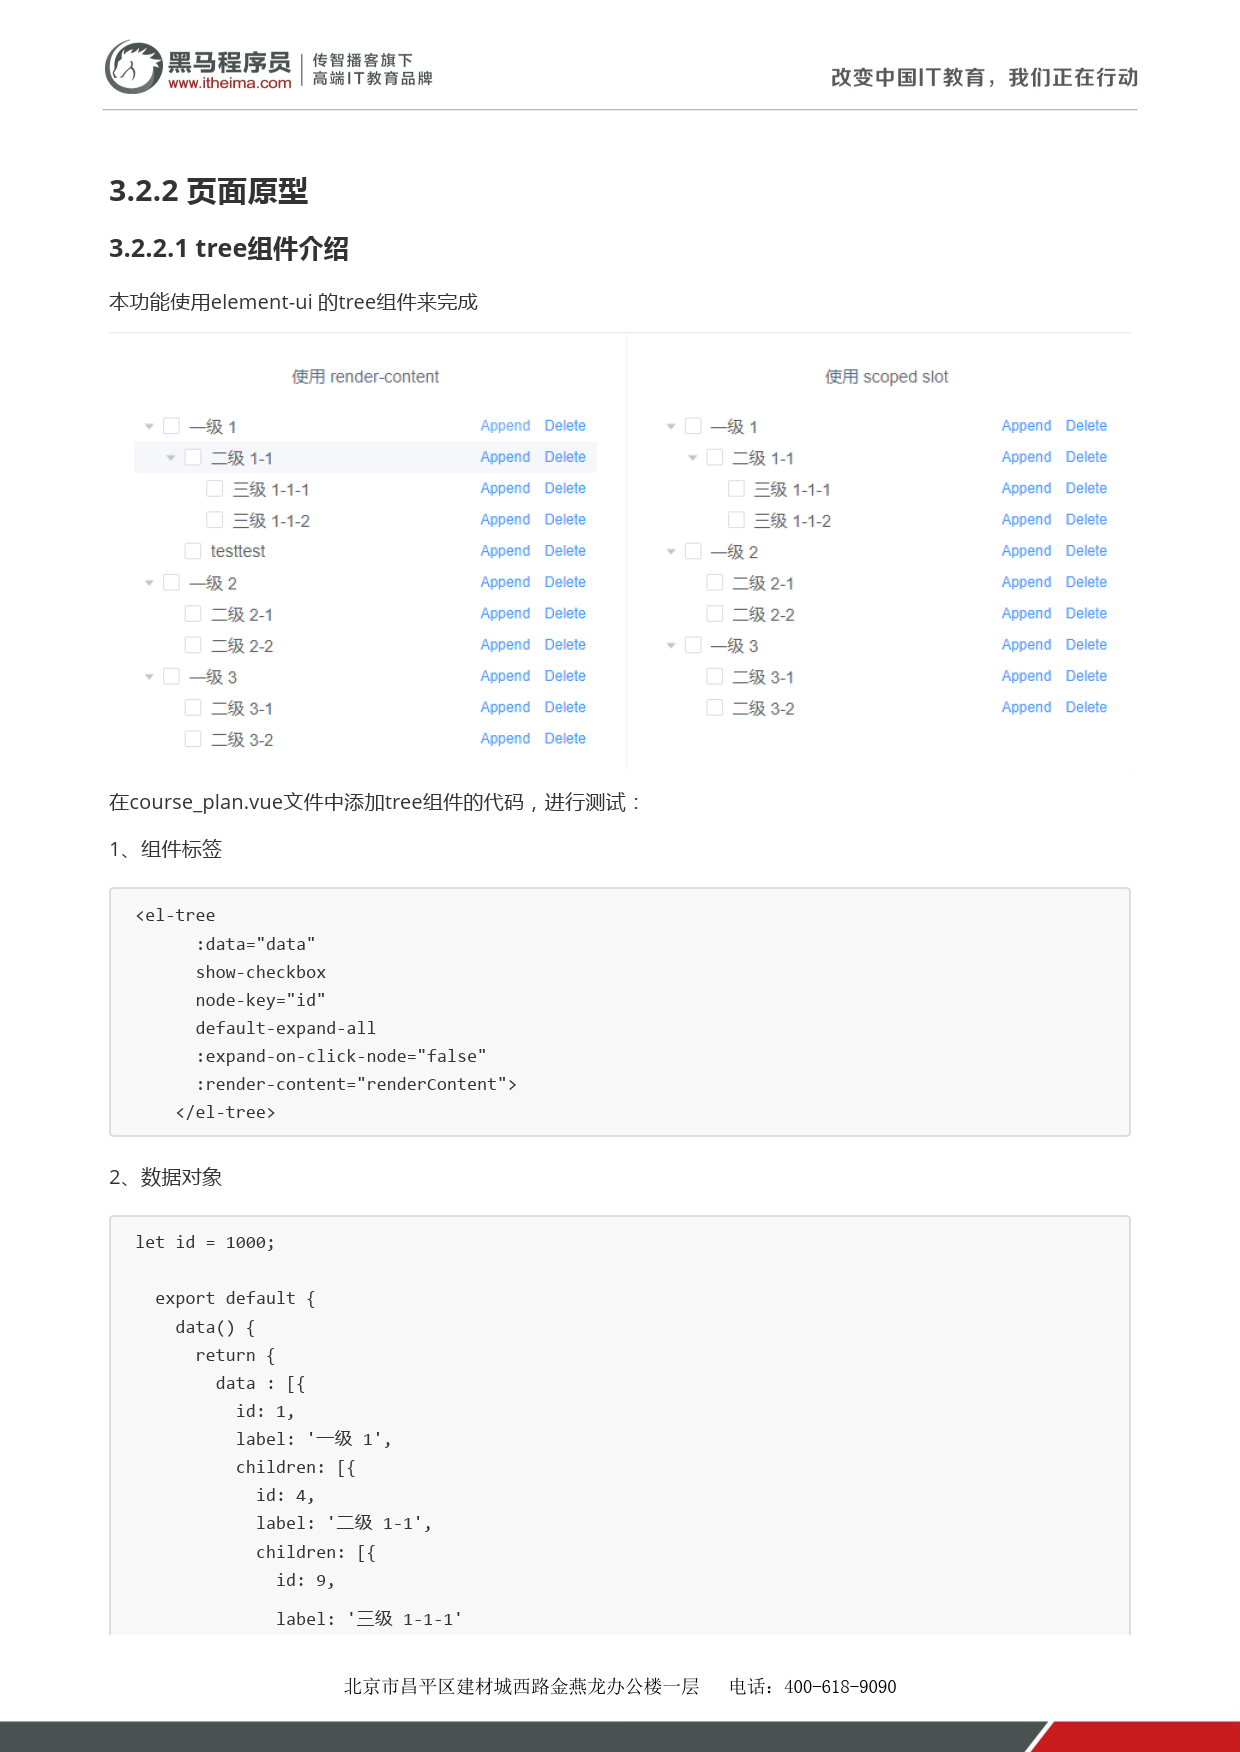 黑马程序员
www.itheima.com
传智播客旗下
高端IT教育品牌
改变中国IT教育，我们正在行动
3.2.2 页面原型
3.2.2.1 tree组件介绍
本功能使用element-ui 的tree组件来完成
使用 render-content
一级 1 Append Delete
二级 1-1 Append Delete
三级 1-1-1 Append Delete
三级 1-1-2 Append Delete
testtest Append Delete
一级 2 Append Delete
二级 2-1 Append Delete
二级 2-2 Append Delete
一级 3 Append Delete
二级 3-1 Append Delete
二级 3-2 Append Delete
使用 scoped slot
一级 1 Append Delete
二级 1-1 Append Delete
三级 1-1-1 Append Delete
三级 1-1-2 Append Delete
一级 2 Append Delete
二级 2-1 Append Delete
二级 2-2 Append Delete
一级 3 Append Delete
二级 3-1 Append Delete
二级 3-2 Append Delete
在course_plan.vue文件中添加tree组件的代码，进行测试：
1、组件标签
<el-tree
:data="data"
show-checkbox
node-key="id"
default-expand-all
:expand-on-click-node="false"
:render-content="renderContent">
</el-tree>
2、数据对象
let id = 1000;
export default {
data() {
return {
data : [{
id: 1,
label: '一级 1',
children: [{
id: 4,
label: '二级 1-1',
children: [{
id: 9,
label: '三级 1-1-1'
北京市昌平区建材城西路金燕龙办公楼一层 电话：400-618-9090